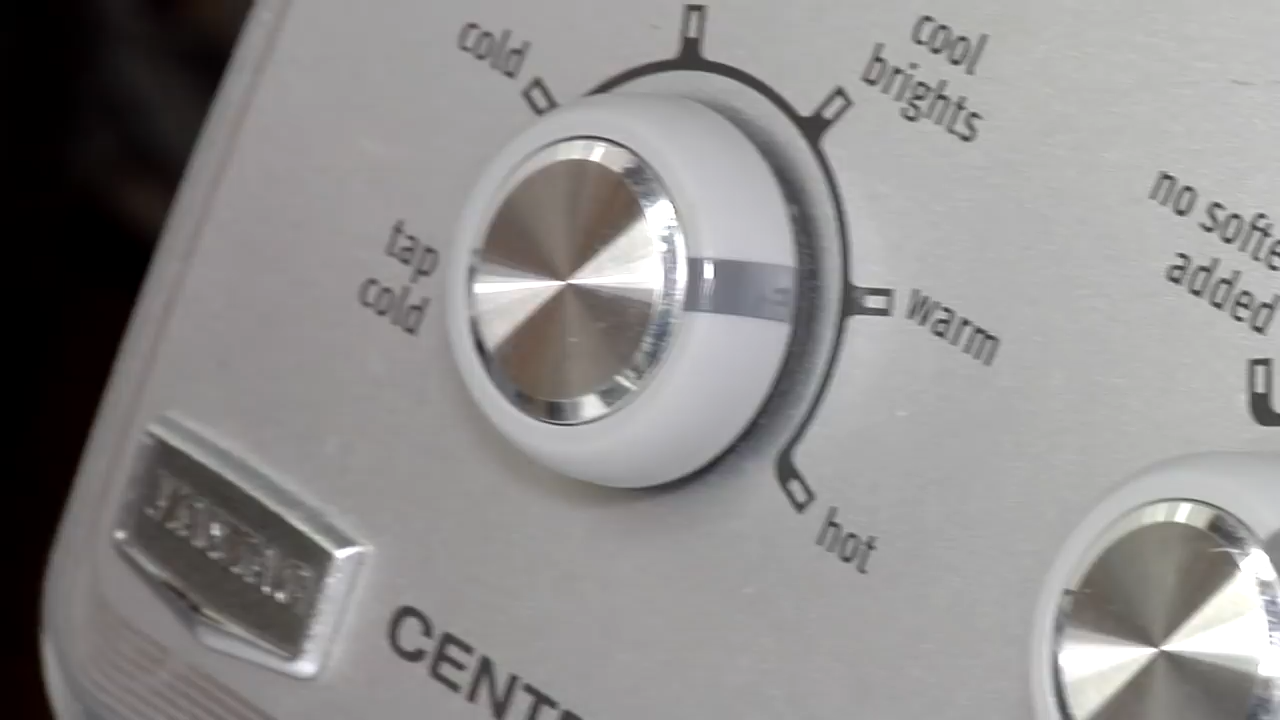 cold
cool
brights
no softe
added
tap
cold
warm
hot
MAYTAG
CENT